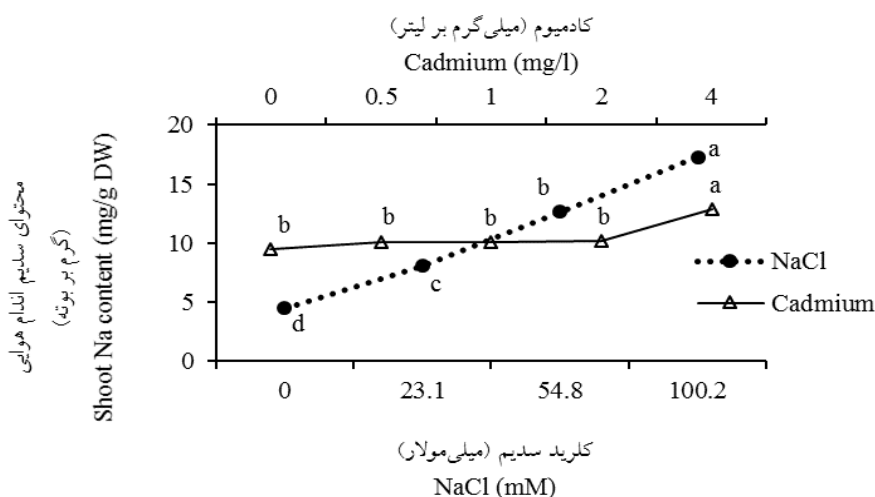 کادمیوم (میلی‌گرم بر لیتر)
Cadmium (mg/l)
0 0.5 1 2 4
محتوای سدیم اندام هوایی
(گرم بر بوته)
Shoot Na content (mg/g DW)
20
15
10
5
0
a
a
b
b b b b
c
d
NaCl
Cadmium
0 23.1 54.8 100.2
کلرید سدیم (میلی‌مولار)
NaCl (mM)